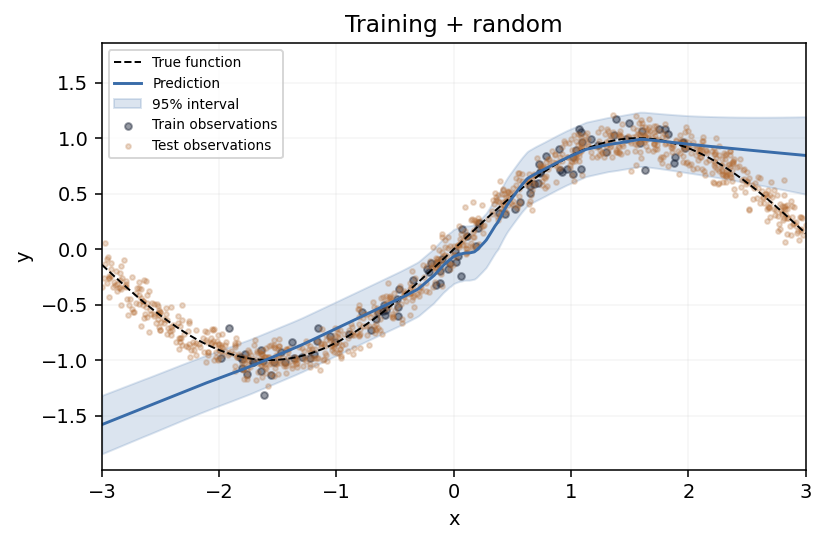 Training + random
True function
Prediction
95% interval
Train observations
Test observations
y
1.5
1.0
0.5
0.0
−0.5
−1.0
−1.5
−3
−2
−1
0
1
2
3
x